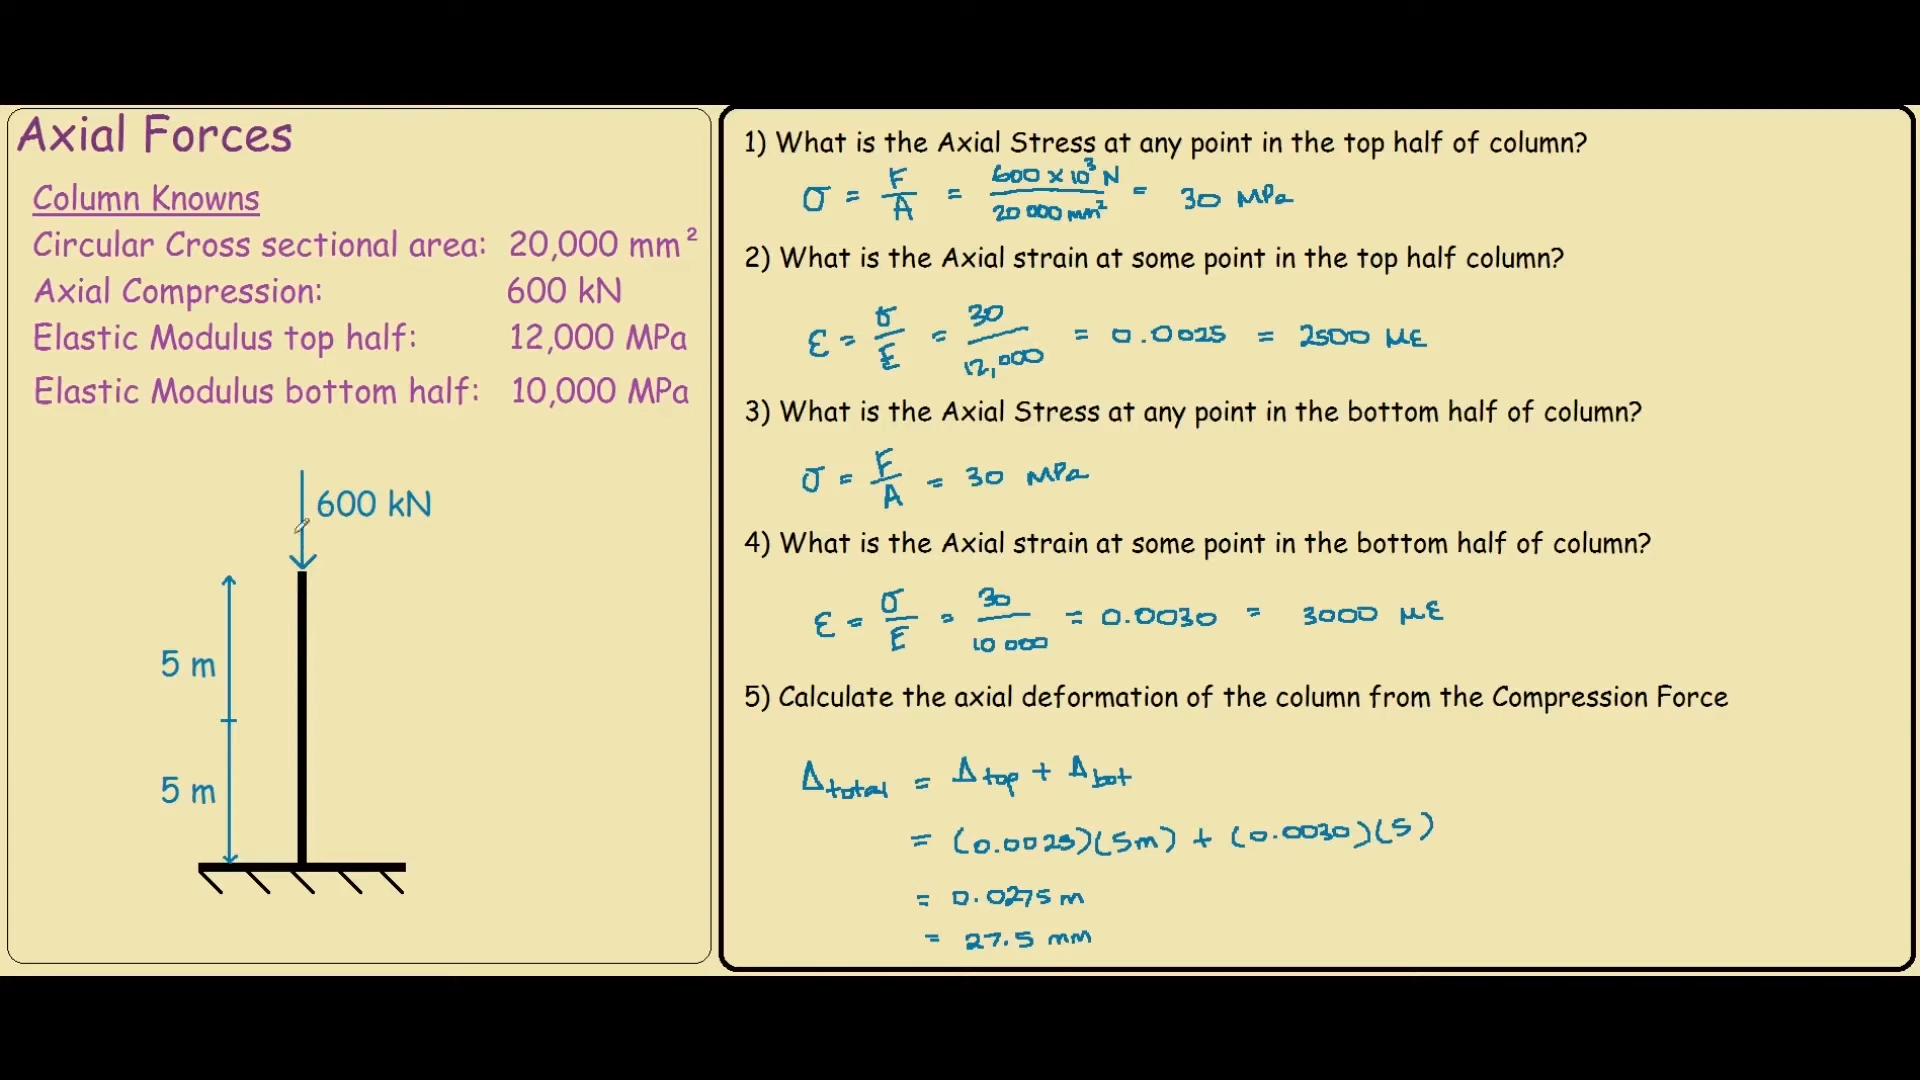 Axial Forces
Column Knowns
Circular Cross sectional area: 20,000 mm²
Axial Compression: 600 kN
Elastic Modulus top half: 12,000 MPa
Elastic Modulus bottom half: 10,000 MPa
600 kN
5 m
5 m
1) What is the Axial Stress at any point in the top half of column?
σ = F/A = 600 x 10³ N / 20 000 mm² = 30 MPa
2) What is the Axial strain at some point in the top half column?
ε = σ/E = 30/12,000 = 0.0025 = 2500 με
3) What is the Axial Stress at any point in the bottom half of column?
σ = F/A = 30 MPa
4) What is the Axial strain at some point in the bottom half of column?
ε = σ/E = 30/10 000 = 0.0030 = 3000 με
5) Calculate the axial deformation of the column from the Compression Force
Δtotal = Δtop + Δbot
= (0.0025)(5m) + (0.0030)(5)
= 0.0275 m
= 27.5 mm